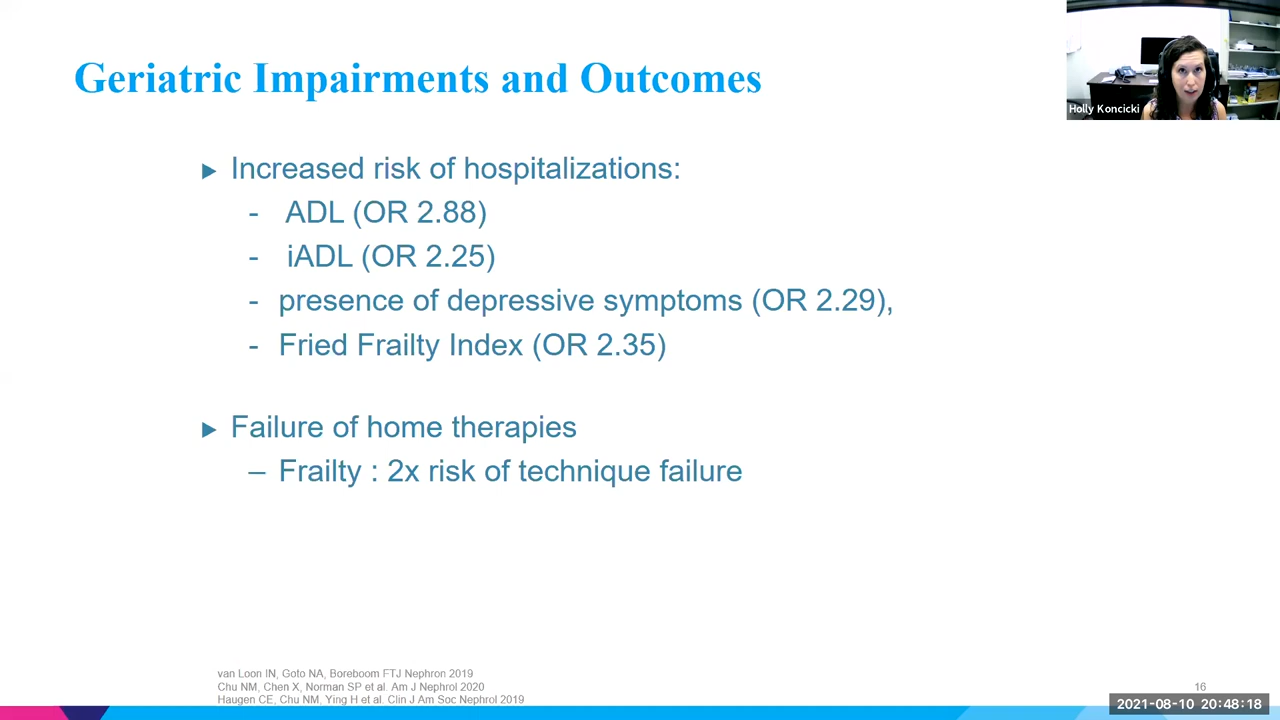 Geriatric Impairments and Outcomes
Holly Koncicki
Increased risk of hospitalizations:
- ADL (OR 2.88)
- iADL (OR 2.25)
- presence of depressive symptoms (OR 2.29),
- Fried Frailty Index (OR 2.35)
Failure of home therapies
– Frailty : 2x risk of technique failure
van Loon IN, Goto NA, Boreboom FTJ Nephron 2019
Chu NM, Chen X, Norman SP et al. Am J Nephrol 2020
Haugen CE, Chu NM, Ying H et al. Clin J Am Soc Nephrol 2019
16
2021-08-10 20:48:18